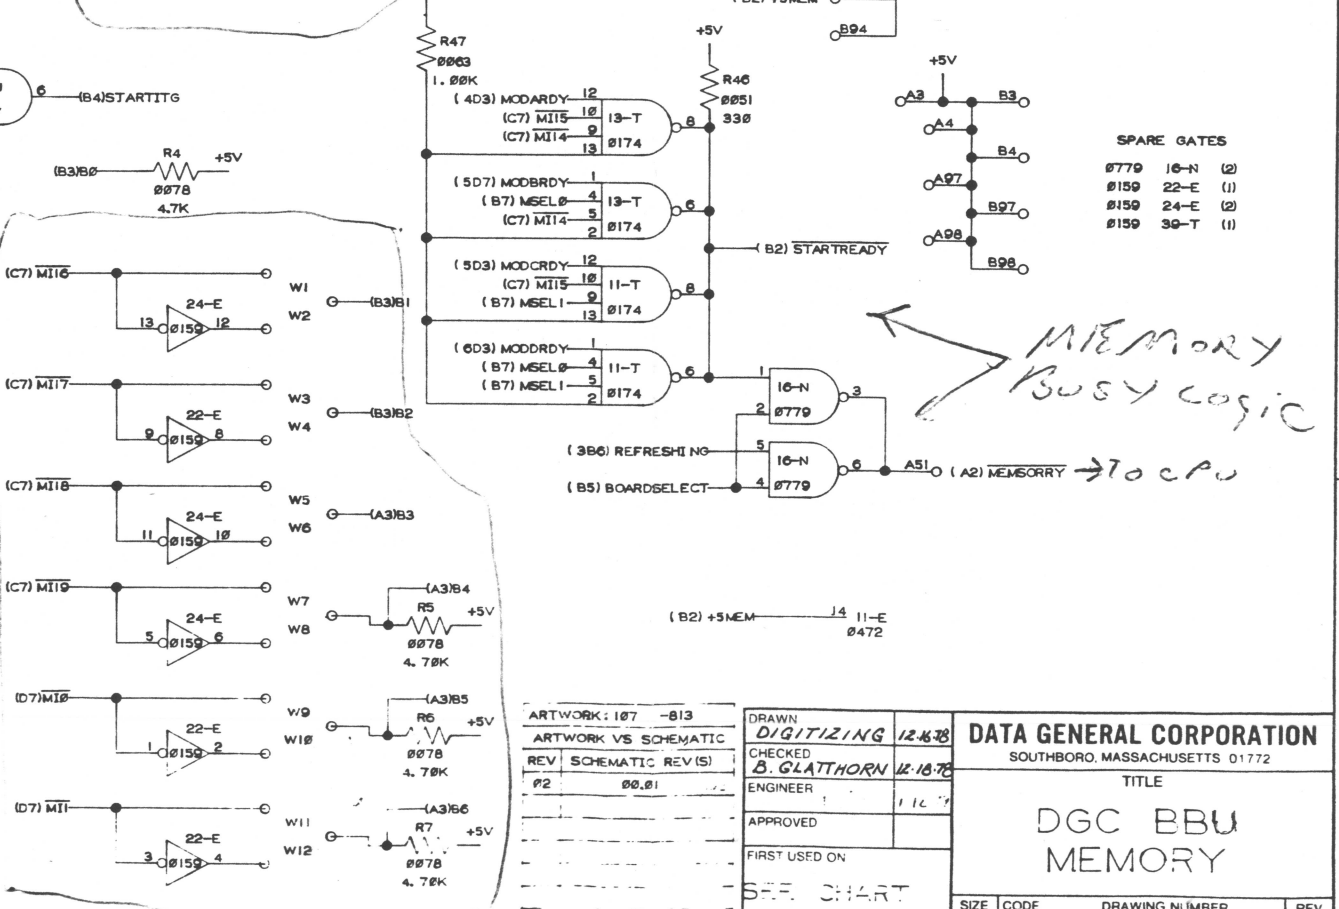 B94
R47
0063
1.00K
+5V
R46
0051
330
6 (B4)STARTITG
(B3)BØ
R4
+5V
0078
4.7K
(4D3) MODARDY 12
(C7) MI15 10
(C7) MI14 9
13
13-T
Ø174
8
(5D7) MODBRDY 1
(B7) MSELØ 4
(C7) MI14 5
2
13-T
Ø174
6
(5D3) MODCRDY 12
(C7) MI15 10
(B7) MSEL1 9
13
11-T
Ø174
8
(6D3) MODDRDY 1
(B7) MSELØ 4
(B7) MSEL1 5
2
11-T
Ø174
6
(B2) STARTREADY
+5V
A3 B3
A4
B4
A97
B97
A98
B98
SPARE GATES
Ø779 16-N (2)
Ø159 22-E (1)
Ø159 24-E (2)
Ø159 39-T (1)
MEMORY
BUSY LOGIC
1
2
16-N
Ø779
3
(3B6) REFRESHING 5
(B5) BOARDSELECT 4
16-N
Ø779
6
A51 (A2) MEMSORRY → TO CPU
(C7) MI16
24-E
13 Ø159 12
W1
W2
(B3)B1
(C7) MI17
22-E
9 Ø159 8
W3
W4
(B3)B2
(C7) MI18
24-E
11 Ø159 10
W5
W6
(A3)B3
(C7) MI19
24-E
5 Ø159 6
W7
W8
(A3)B4
R5
+5V
ØØ78
4.7ØK
(D7) MIØ
22-E
1 Ø159 2
W9
W1Ø
(A3)B5
R6
+5V
ØØ78
4.7ØK
(D7) MI1
22-E
3 Ø159 4
W11
W12
(A3)B6
R7
+5V
ØØ78
4.7ØK
(B2) +5MEM J4 11-E
Ø472
ARTWORK: 107 -813
ARTWORK VS SCHEMATIC
REV SCHEMATIC REV(S)
Ø2 ØØ,Ø1
DRAWN
DIGITIZING 12.16.78
CHECKED
B. GLATTHORN 12-18-78
ENGINEER
APPROVED
FIRST USED ON
SEE CHART
DATA GENERAL CORPORATION
SOUTHBORO, MASSACHUSETTS 01772
TITLE
DGC BBU
MEMORY
SIZE CODE DRAWING NUMBER REV